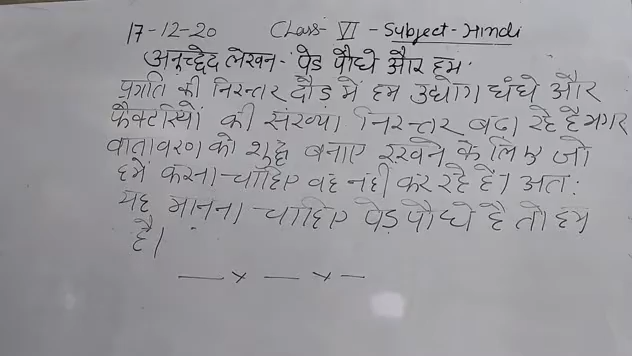 17-12-20 Class- VI - Subject - Hindi
अनुच्छेद लेखन - पेड़ पौधे और हम
प्रगति की निरन्तर दौड़ में हम उद्योग धंधे और
फैक्टरियों की संख्या निरन्तर बढ़ा रहे हैं मगर
वातावरण को शुद्ध बनाए रखने के लिए जो
हमें करना चाहिए वह नहीं कर रहे हैं। अतः
यह मानना चाहिए पेड़ पौधे है तो हम
है।
— x — x —